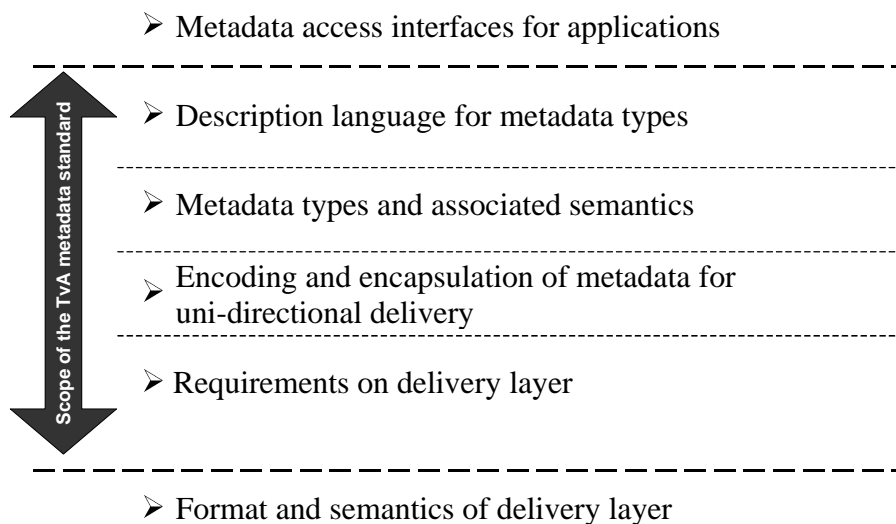 ➢ Metadata access interfaces for applications
Scope of the TvA metadata standard
➢ Description language for metadata types
➢ Metadata types and associated semantics
➢ Encoding and encapsulation of metadata for
uni-directional delivery
➢ Requirements on delivery layer
➢ Format and semantics of delivery layer